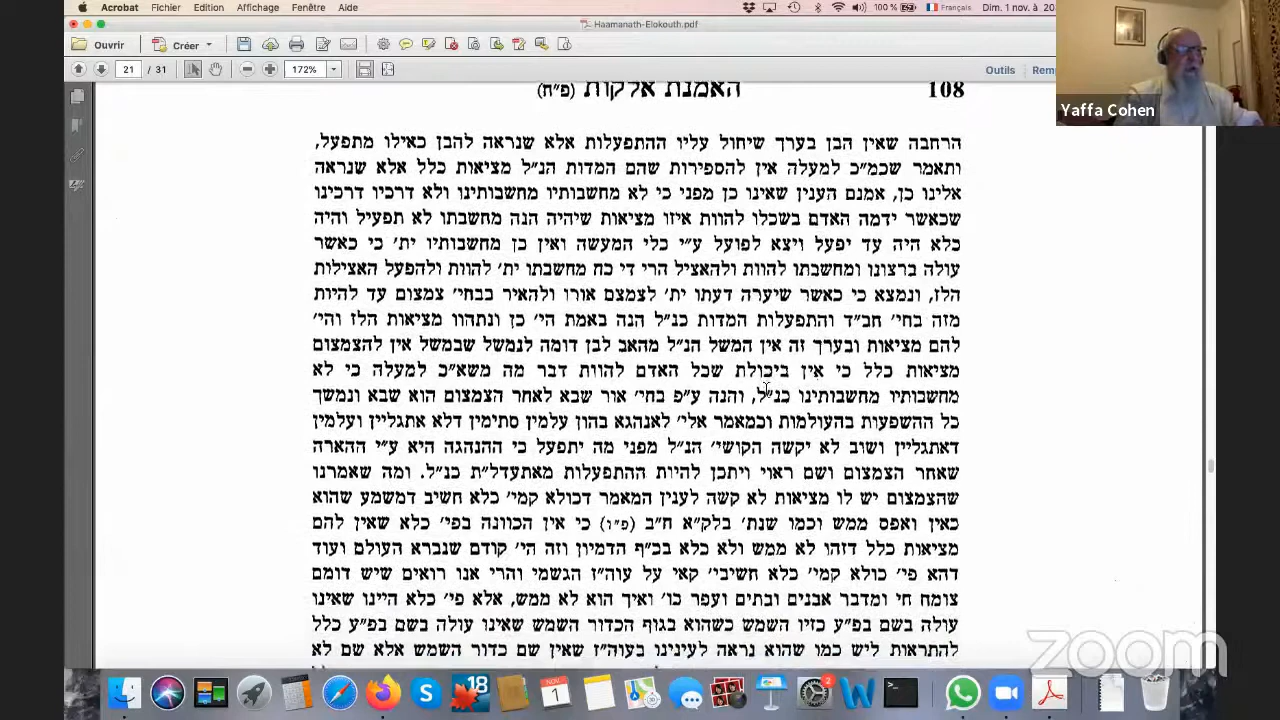 Acrobat Fichier Edition Affichage Fenêtre Aide 100 % Français Dim 1 nov. à 20
Haamanath-Elokouth.pdf
Ouvrir Créer
21 / 31 172% Outils
Yaffa Cohen
האמנת אלקות (פ״ח) 108
הרחבה שאין הבן בערך שיחול עליו ההתפעלות אלא שנראה להבן כאילו מתפעל,
ותאמר שכמ״כ למעלה אין להספירות שהם המדות הנ״ל מציאות כלל אלא שנראה
אלינו כן, אמנם הענין שאינו כן מפני כי לא מחשבותיו מחשבותינו ולא דרכיו דרכינו
שכאשר ידמה האדם בשכלו להוות איזו מציאות שיהיה הנה מחשבתו לא תפעיל והיה
כלא היה עד יפעל ויצא לפועל ע״י כלי המעשה ואין כן מחשבותיו ית׳ כי כאשר
עולה ברצונו ומחשבתו להוות ולהאציל הרי די כח מחשבתו ית׳ להוות ולהפעל האצילות
הלז, ונמצא כי כאשר שיערה דעתו ית׳ לצמצם אורו ולהאיר בבחי׳ צמצום עד להיות
מזה בחי׳ חב״ד והתפעלות המדות כנ״ל הנה באמת הי׳ כן ונתהוו מציאות הלז והי׳
להם מציאות ובערך זה אין המשל הנ״ל מהאב לבן דומה לנמשל שבמשל אין להצמצום
מציאות כלל כי אין ביכולת שכל האדם להוות דבר מה משא״כ למעלה כי לא
מחשבותיו מחשבותינו כנ״ל, והנה ע״פ בחי׳ אור שבא לאחר הצמצום הוא שבא ונמשך
כל ההשפעות בהעולמות וכמאמר אלי׳ לאנהגא בהון עלמין סתימין דלא אתגליין ועלמין
דאתגליין ושוב לא יקשה הקושי׳ הנ״ל מפני מה יתפעל כי ההנהגה היא ע״י ההארה
שאחר הצמצום ושם ראוי ויתכן להיות ההתפעלות מאתעדל״ת כנ״ל. ומה שאמרנו
שהצמצום יש לו מציאות לא קשה לענין המאמר דכולא קמי׳ כלא חשיב דמשמע שהוא
כאין ואפס ממש וכמו שנת׳ בלק״א ח״ב (פ״ו) כי אין הכוונה בפי׳ כלא שאין להם
מציאות כלל דזהו לא ממש ולא כלא בכ״ף הדמיון וזה הי׳ קודם שנברא העולם ועוד
דהא פי׳ כולא קמי׳ כלא חשיבי׳ קאי על עוה״ז הגשמי והרי אנו רואים שיש דומם
צומח חי ומדבר אבנים ובתים ועפר כו׳ ואיך הוא לא ממש, אלא פי׳ כלא היינו שאינו
עולה בשם בפ״ע כזיו השמש כשהוא בגוף הכדור השמש שאינו עולה בשם בפ״ע כלל
להתראות ליש כמו שהוא נראה לעינינו בעוה״ז שאין שם כדור השמש אלא שם לא
zoom